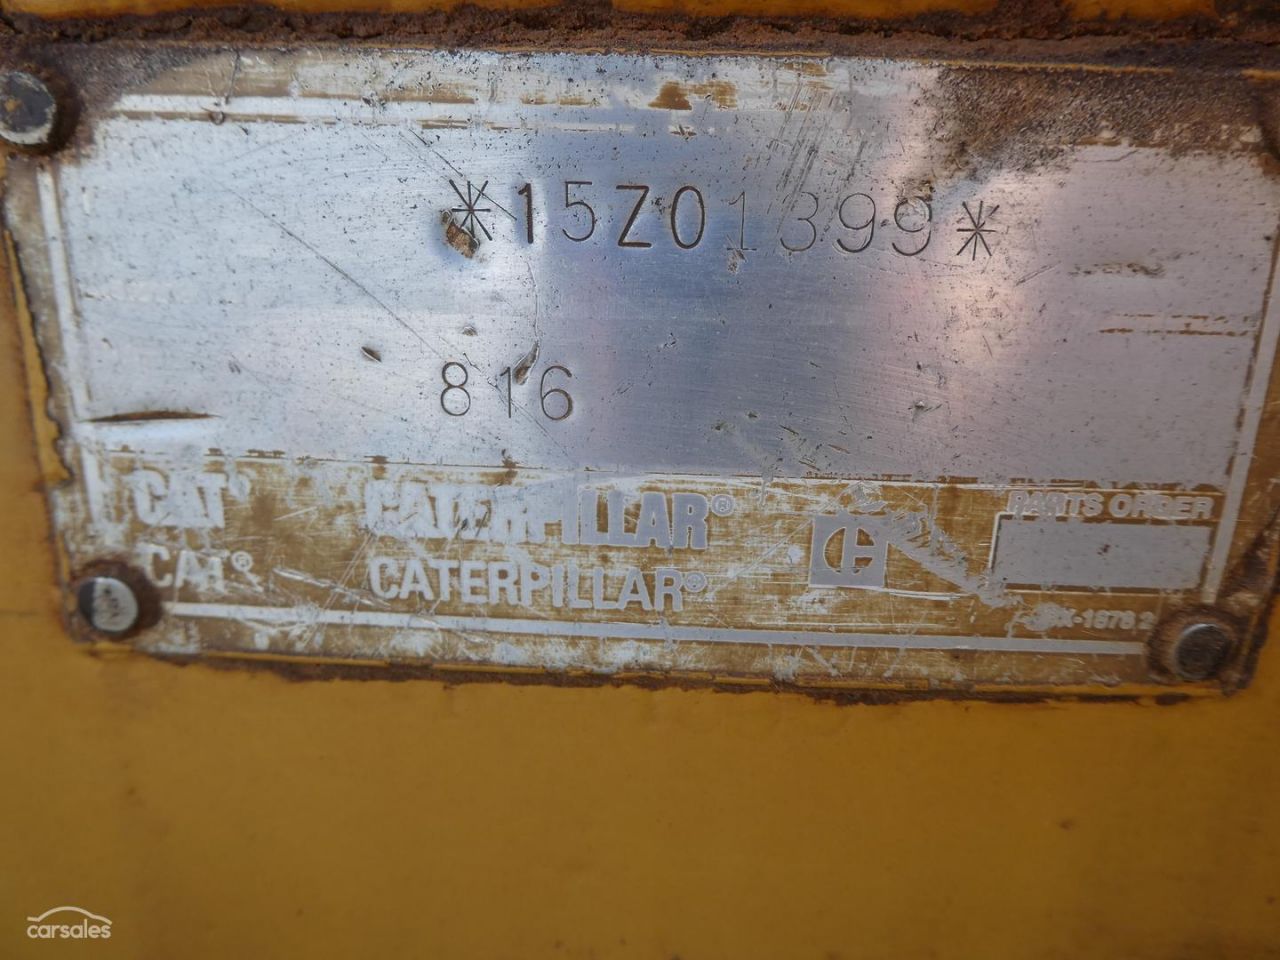 *15Z01399*
816
CAT® CATERPILLAR® PARTS ORDER
CAT® CATERPILLAR®
carsales